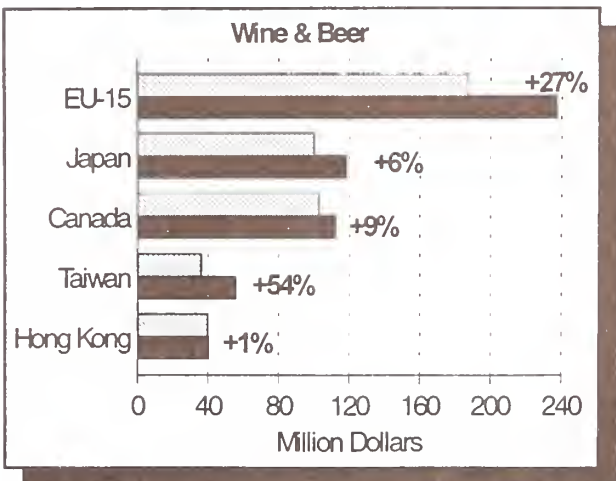 Wine & Beer
EU-15
+27%
Japan
+6%
Canada
+9%
Taiwan
+54%
Hong Kong
+1%
0 40 80 120 160 200 240
Million Dollars